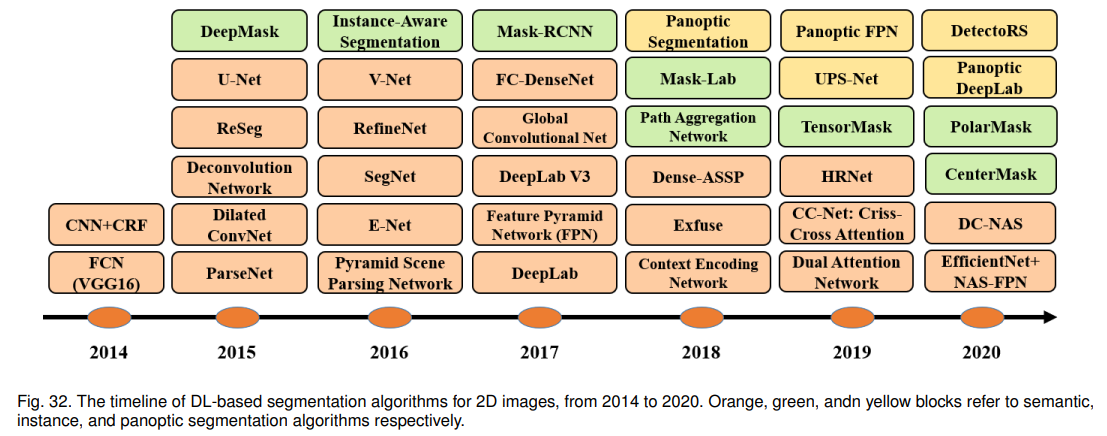 DeepMask
Instance-Aware
Segmentation
Mask-RCNN
Panoptic
Segmentation
Panoptic FPN
DetectoRS
U-Net
V-Net
FC-DenseNet
Mask-Lab
UPS-Net
Panoptic
DeepLab
ReSeg
RefineNet
Global
Convolutional Net
Path Aggregation
Network
TensorMask
PolarMask
Deconvolution
Network
SegNet
DeepLab V3
Dense-ASSP
HRNet
CenterMask
CNN+CRF
Dilated
ConvNet
E-Net
Feature Pyramid
Network (FPN)
Exfuse
CC-Net: Criss-
Cross Attention
DC-NAS
FCN
(VGG16)
ParseNet
Pyramid Scene
Parsing Network
DeepLab
Context Encoding
Network
Dual Attention
Network
EfficientNet+
NAS-FPN
2014
2015
2016
2017
2018
2019
2020
Fig. 32. The timeline of DL-based segmentation algorithms for 2D images, from 2014 to 2020. Orange, green, andn yellow blocks refer to semantic,
instance, and panoptic segmentation algorithms respectively.